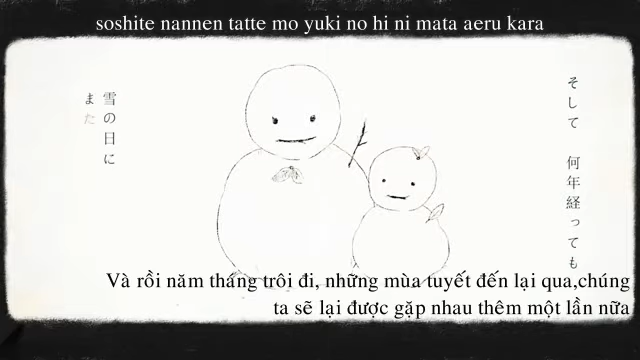 soshite nannen tatte mo yuki no hi ni mata aeru kara
そして 何年経っても
雪の日に
また
Và rồi năm tháng trôi đi, những mùa tuyết đến lại qua,chúng
ta sẽ lại được gặp nhau thêm một lần nữa